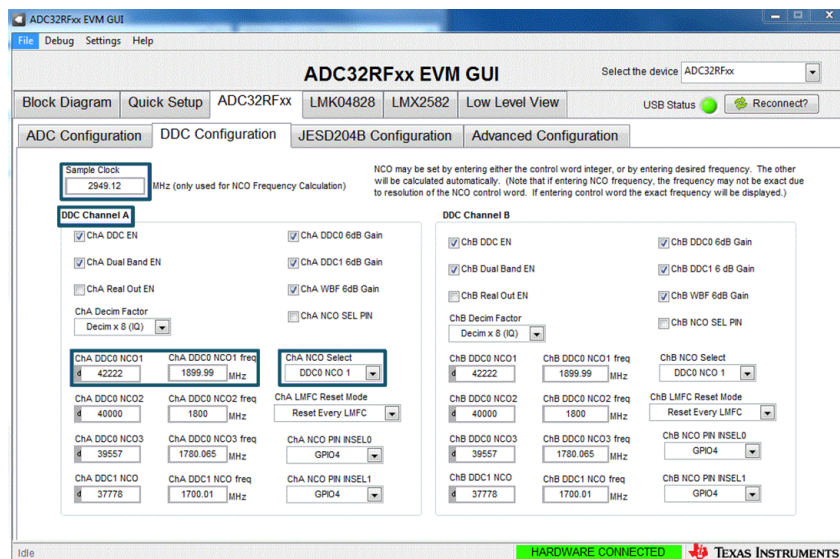 ADC32RFxx EVM GUI
File Debug Settings Help
ADC32RFxx EVM GUI
Select the device ADC32RFxx
Block Diagram Quick Setup ADC32RFxx LMK04828 LMX2582 Low Level View USB Status Reconnect?
ADC Configuration DDC Configuration JESD204B Configuration Advanced Configuration
Sample Clock
2949.12 MHz (only used for NCO Frequency Calculation)
NCO may be set by entering either the control word integer, or by entering desired frequency. The other
will be calculated automatically. (Note that if entering NCO frequency, the frequency may not be exact due
to resolution of the NCO control word. If entering control word the exact frequency will be displayed.)
DDC Channel A
ChA DDC EN ChA DDC0 6dB Gain
ChA Dual Band EN ChA DDC1 6dB Gain
ChA Real Out EN ChA WBF 6dB Gain
ChA Decim Factor ChA NCO SEL PIN
Decim x 8 (IQ)
ChA DDC0 NCO1 ChA DDC0 NCO1 freq ChA NCO Select
d 42222 1899.99 MHz DDC0 NCO 1
ChA DDC0 NCO2 ChA DDC0 NCO2 freq ChA LMFC Reset Mode
d 40000 1800 MHz Reset Every LMFC
ChA DDC0 NCO3 ChA DDC0 NCO3 freq ChA NCO PIN INSEL0
d 39557 1780.065 MHz GPIO4
ChA DDC1 NCO ChA DDC1 NCO freq ChA NCO PIN INSEL1
d 37778 1700.01 MHz GPIO4
DDC Channel B
ChB DDC EN ChB DDC0 6dB Gain
ChB Dual Band EN ChB DDC1 6 dB Gain
ChB Real Out EN ChB WBF 6dB Gain
ChB Decim Factor ChB NCO SEL PIN
Decim x 8 (IQ)
ChB DDC0 NCO1 ChB DDC0 NCO1 freq ChB NCO Select
d 42222 1899.99 MHz DDC0 NCO 1
ChB DDC0 NCO2 ChB DDC0 NCO2 freq ChB LMFC Reset Mode
d 40000 1800 MHz Reset Every LMFC
ChB DDC0 NCO3 ChB DDC0 NCO3 freq ChB NCO PIN INSEL0
d 39557 1780.065 MHz GPIO4
ChB DDC1 NCO ChB DDC1 NCO freq ChB NCO PIN INSEL1
d 37778 1700.01 MHz GPIO4
Idle HARDWARE CONNECTED TEXAS INSTRUMENTS